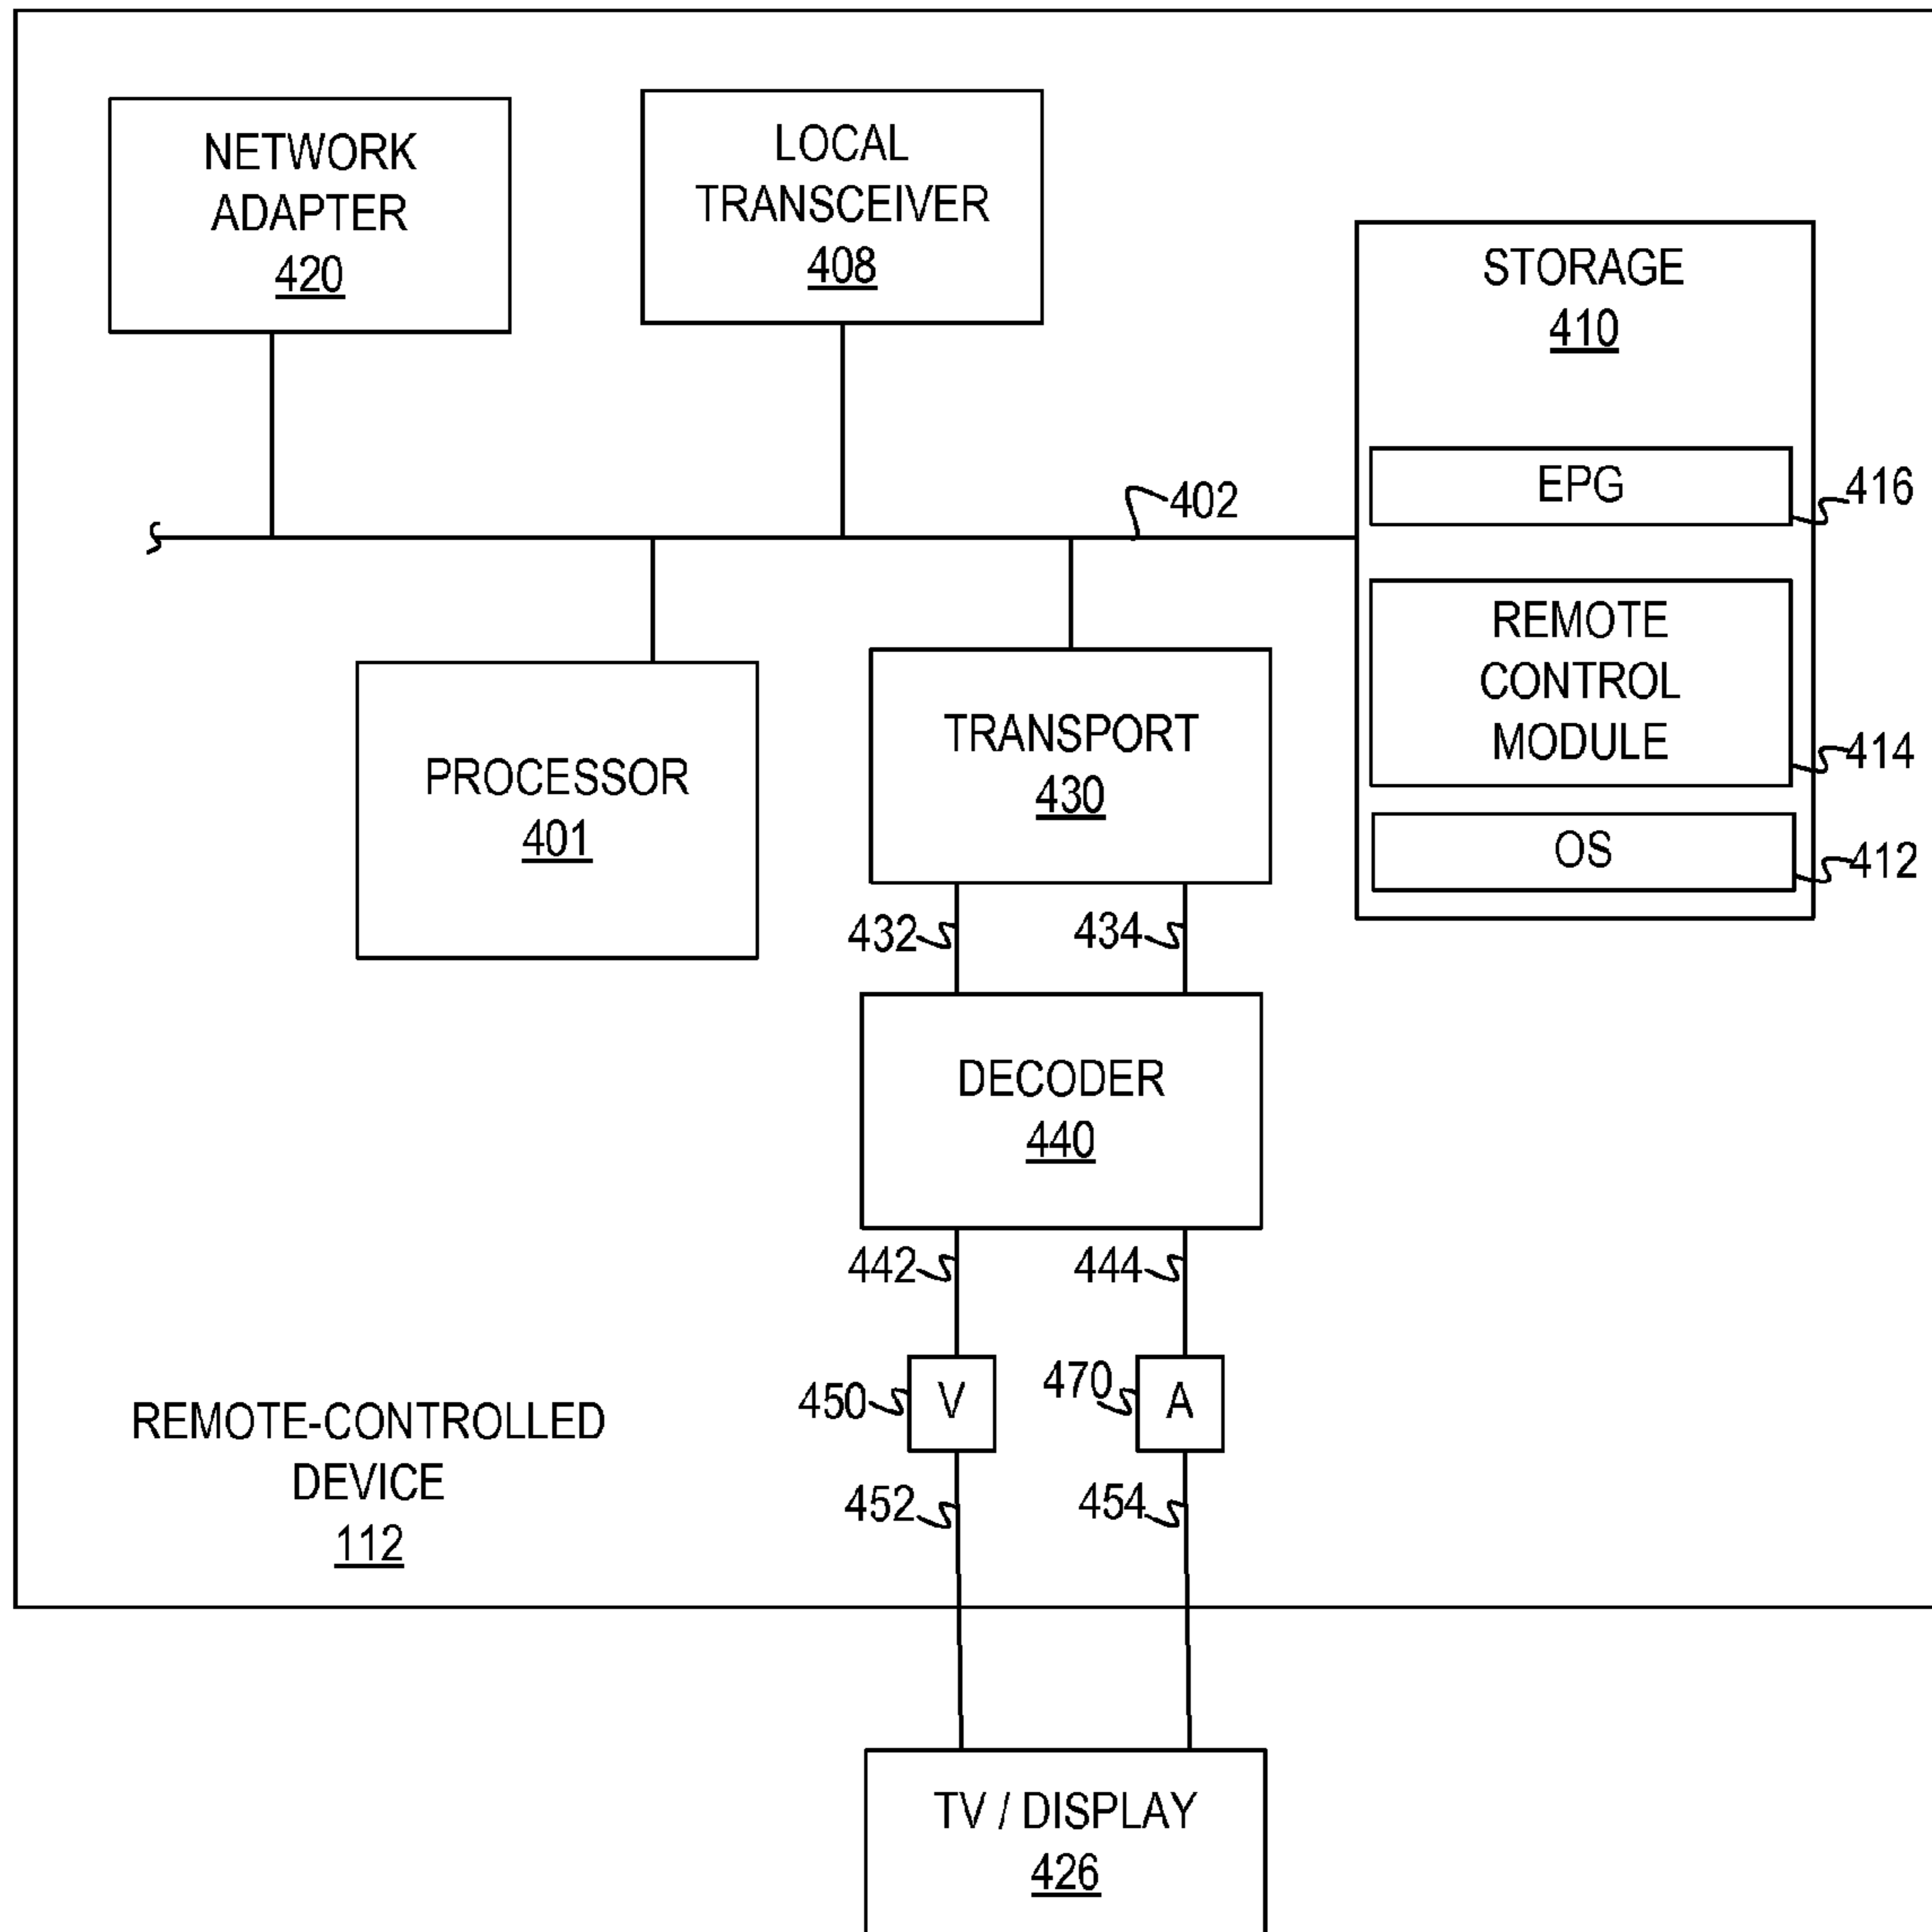 NETWORK
ADAPTER
420
LOCAL
TRANSCEIVER
408
STORAGE
410
EPG
416
402
REMOTE
CONTROL
MODULE
414
OS
412
PROCESSOR
401
TRANSPORT
430
432
434
DECODER
440
442
444
450
V
470
A
REMOTE-CONTROLLED
DEVICE
112
452
454
TV / DISPLAY
426